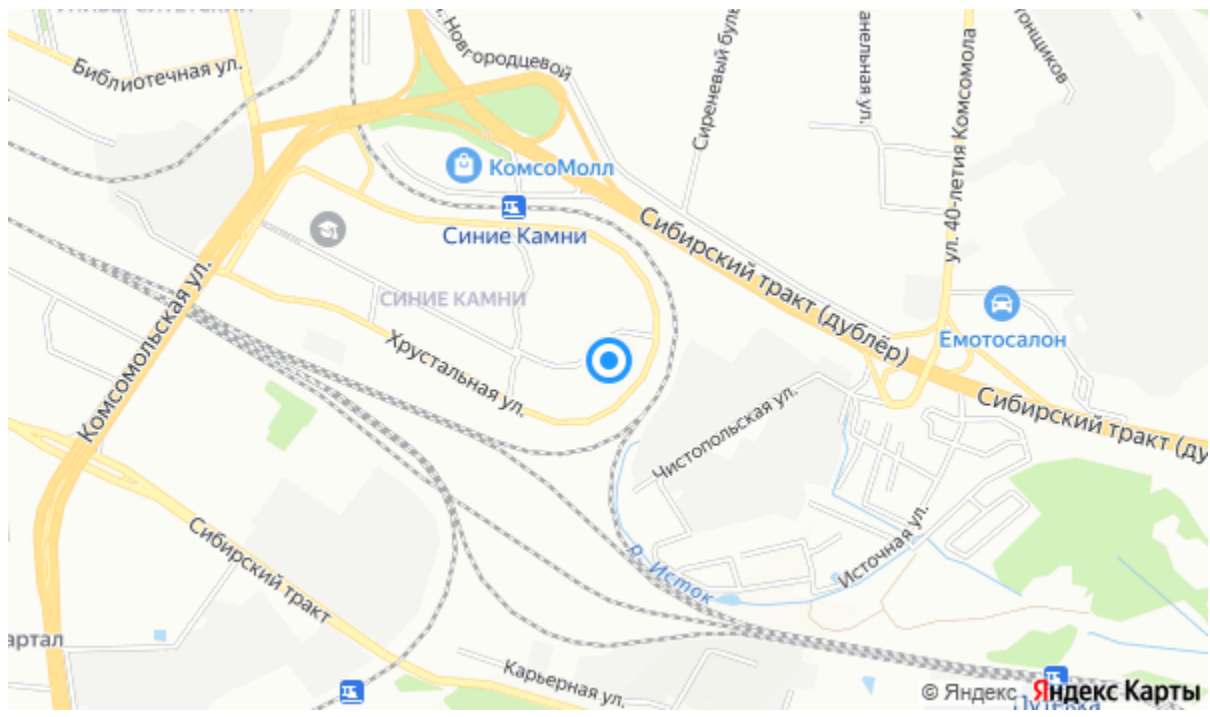 Библиотечная ул.
Новгородцевой
Сиреневый
ул. 40-летия Комсомола
КомсоМолл
Синие Камни
СИНИЕ КАМНИ
Комсомольская ул.
Хрустальная ул.
Сибирский тракт (дублёр)
Емотосалон
Сибирский тракт
Чистопольская ул.
Источная ул.
р. Исток
Сибирский тракт
Карьерная ул.
© Яндекс Яндекс Карты